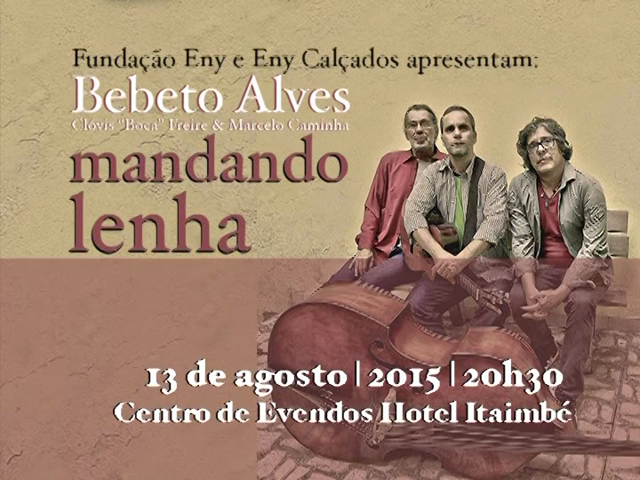 Fundação Eny e Eny Calçados apresentam:
Bebeto Alves
Clóvis "Boca" Freire & Marcelo Caminha
mandando
lenha
13 de agosto | 2015 | 20h30
Centro de Evendos Hotel Itaimbé